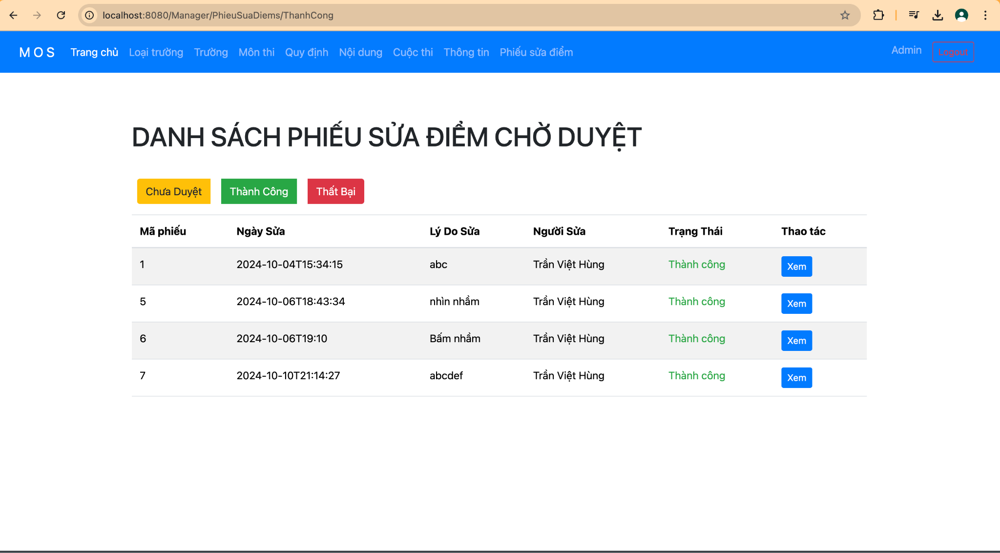 localhost:8080/Manager/PhieuSuaDiems/ThanhCong
MOS Trang chủ Loại trường Trường Môn thi Quy định Nội dung Cuộc thi Thông tin Phiếu sửa điểm Admin Logout
DANH SÁCH PHIẾU SỬA ĐIỂM CHỜ DUYỆT
Chưa Duyệt Thành Công Thất Bại
Mã phiếu Ngày Sửa Lý Do Sửa Người Sửa Trạng Thái Thao tác
1 2024-10-04T15:34:15 abc Trần Việt Hùng Thành công Xem
5 2024-10-06T18:43:34 nhìn nhầm Trần Việt Hùng Thành công Xem
6 2024-10-06T19:10 Bấm nhầm Trần Việt Hùng Thành công Xem
7 2024-10-10T21:14:27 abcdef Trần Việt Hùng Thành công Xem